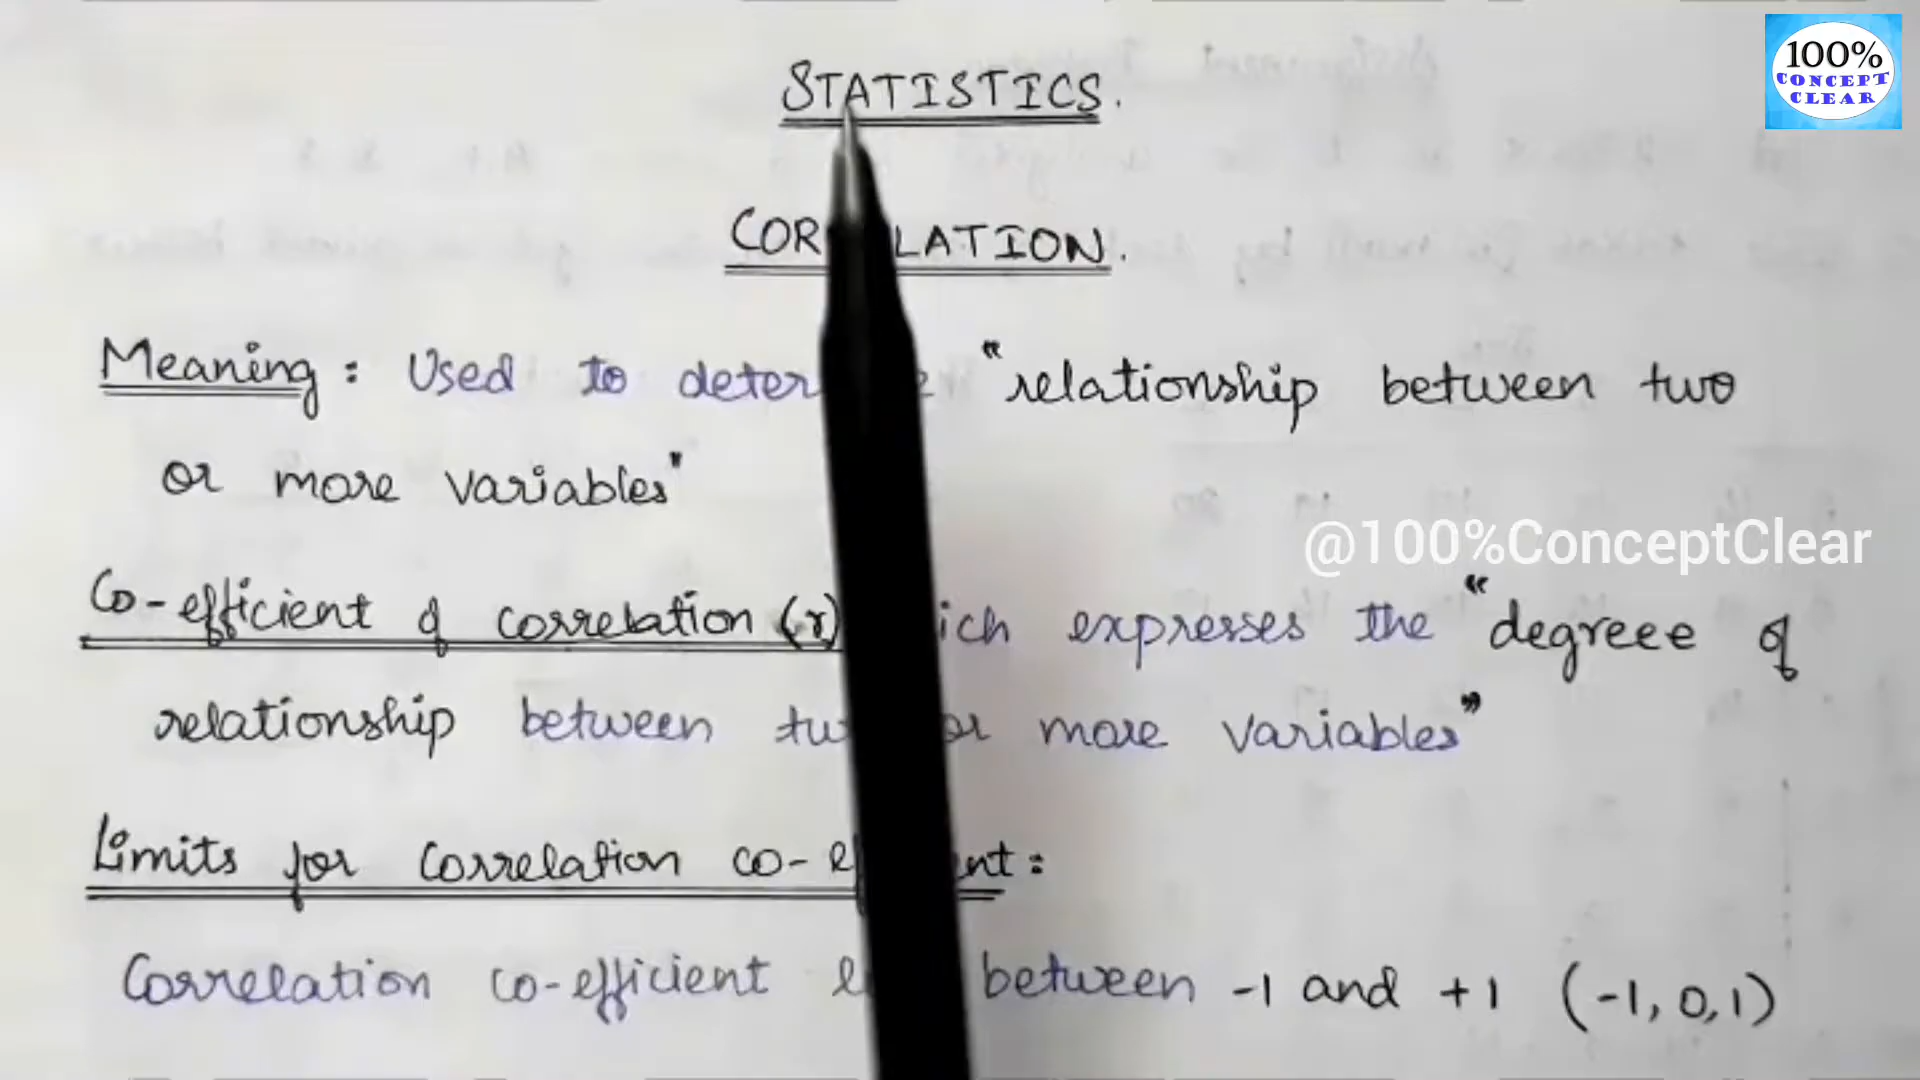 100%
CONCEPT
CLEAR
STATISTICS.
COR LATION.
Meaning: Used to deter "relationship between two
or more variables"
@100%ConceptClear
Co-efficient of correlation (r) ich expresses the "degreee of
relationship between tw or more variables"
Limits for correlation co-e nt:
Correlation co-efficient l between -1 and +1 (-1, 0, 1)